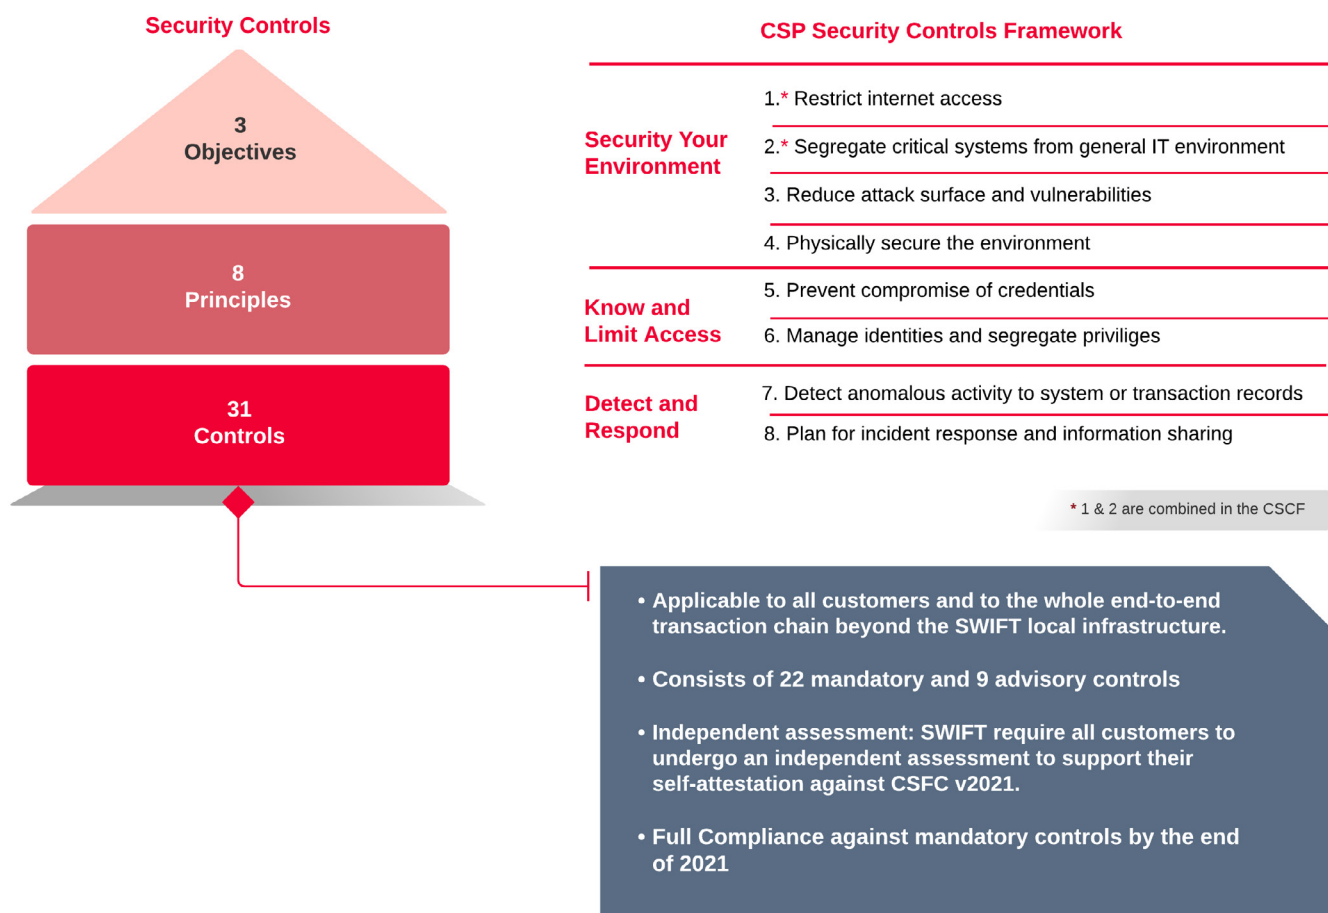 Security Controls
3
Objectives
8
Principles
31
Controls
CSP Security Controls Framework
Security Your
Environment
1.* Restrict internet access
2.* Segregate critical systems from general IT environment
3. Reduce attack surface and vulnerabilities
4. Physically secure the environment
Know and
Limit Access
5. Prevent compromise of credentials
6. Manage identities and segregate priviliges
Detect and
Respond
7. Detect anomalous activity to system or transaction records
8. Plan for incident response and information sharing
* 1 & 2 are combined in the CSCF
• Applicable to all customers and to the whole end-to-end
transaction chain beyond the SWIFT local infrastructure.
• Consists of 22 mandatory and 9 advisory controls
• Independent assessment: SWIFT require all customers to
undergo an independent assessment to support their
self-attestation against CSFC v2021.
• Full Compliance against mandatory controls by the end
of 2021